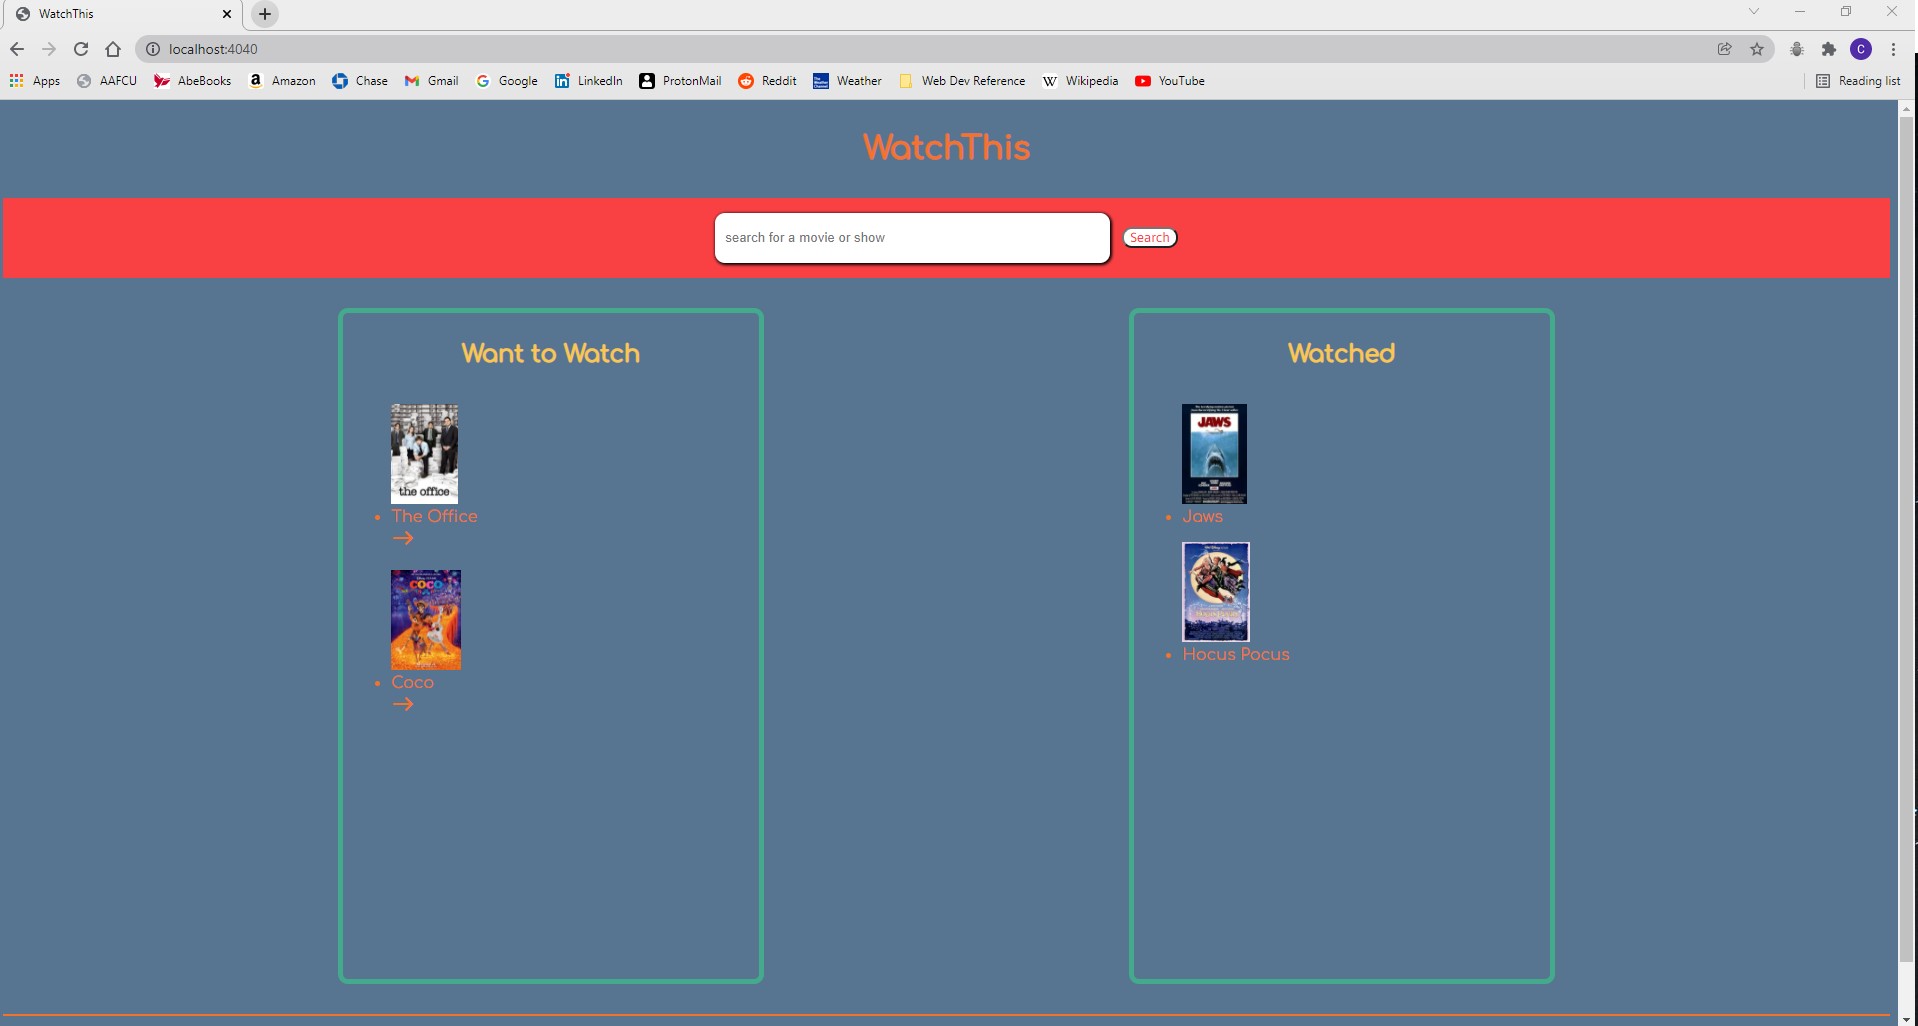 WatchThis
localhost:4040
C
Apps
AAFCU
AbeBooks
Amazon
Chase
Gmail
Google
LinkedIn
ProtonMail
Reddit
Weather
Web Dev Reference
Wikipedia
YouTube
Reading list
WatchThis
search for a movie or show
Search
Want to Watch
the office
The Office
COCO
Coco
Watched
JAWS
Jaws
Hocus Pocus